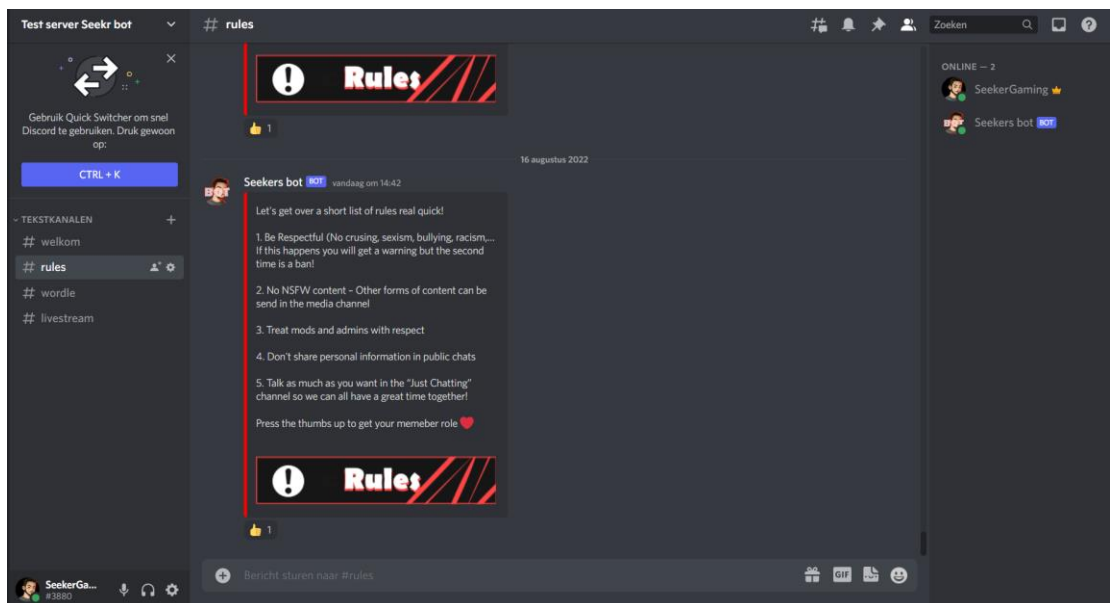 Test server Seekr bot
Gebruik Quick Switcher om snel
Discord te gebruiken. Druk gewoon
op:
CTRL + K
TEKSTKANALEN
# welkom
# rules
# wordle
# livestream
SeekerGa...
#3880
# rules
Zoeken
Rules
1
16 augustus 2022
Seekers bot BOT vandaag om 14:42
Let's get over a short list of rules real quick!
1. Be Respectful (No crusing, sexism, bullying, racism,...
If this happens you will get a warning but the second
time is a ban!
2. No NSFW content – Other forms of content can be
send in the media channel
3. Treat mods and admins with respect
4. Don't share personal information in public chats
5. Talk as much as you want in the "Just Chatting"
channel so we can all have a great time together!
Press the thumbs up to get your memeber role ❤️
Rules
1
Bericht sturen naar #rules
GIF
ONLINE — 2
SeekerGaming
Seekers bot BOT